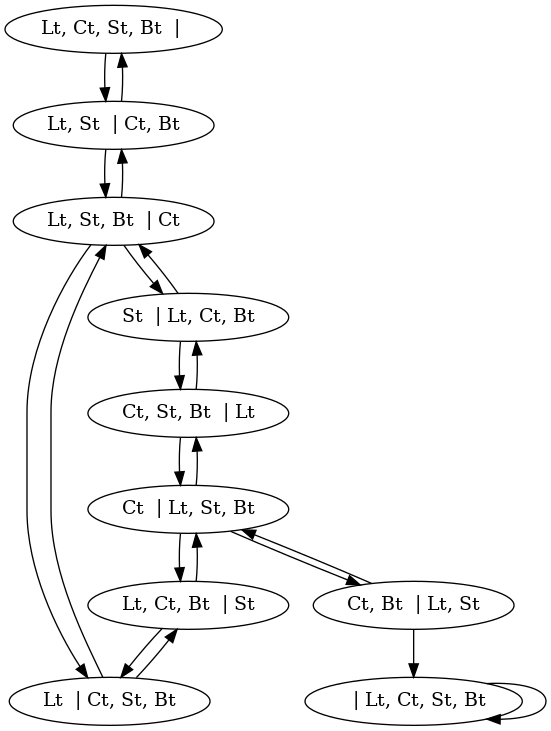 Lt, Ct, St, Bt |
Lt, St | Ct, Bt
Lt, St, Bt | Ct
St | Lt, Ct, Bt
Ct, St, Bt | Lt
Ct | Lt, St, Bt
Lt, Ct, Bt | St
Ct, Bt | Lt, St
Lt | Ct, St, Bt
| Lt, Ct, St, Bt